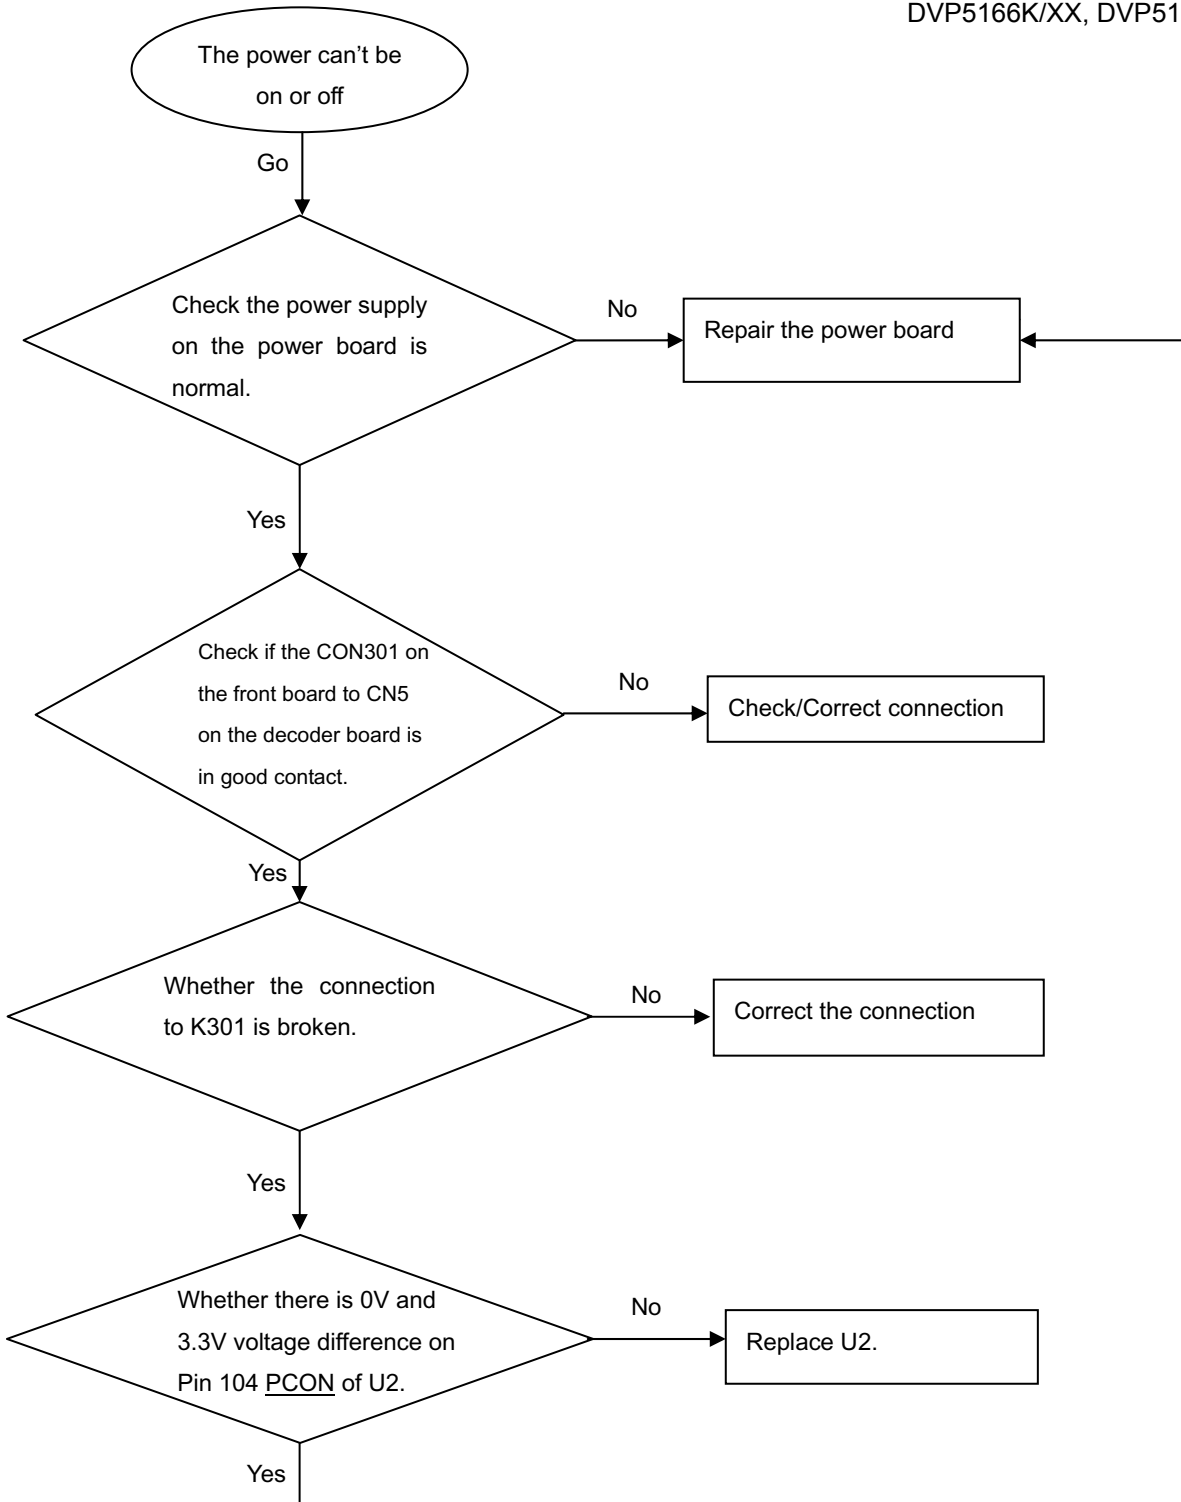 DVP5166K/XX, DVP51
The power can’t be
on or off
Go
Check the power supply
on the power board is
normal.
No
Repair the power board
Yes
Check if the CON301 on
the front board to CN5
on the decoder board is
in good contact.
No
Check/Correct connection
Yes
Whether the connection
to K301 is broken.
No
Correct the connection
Yes
Whether there is 0V and
3.3V voltage difference on
Pin 104 PCON of U2.
No
Replace U2.
Yes